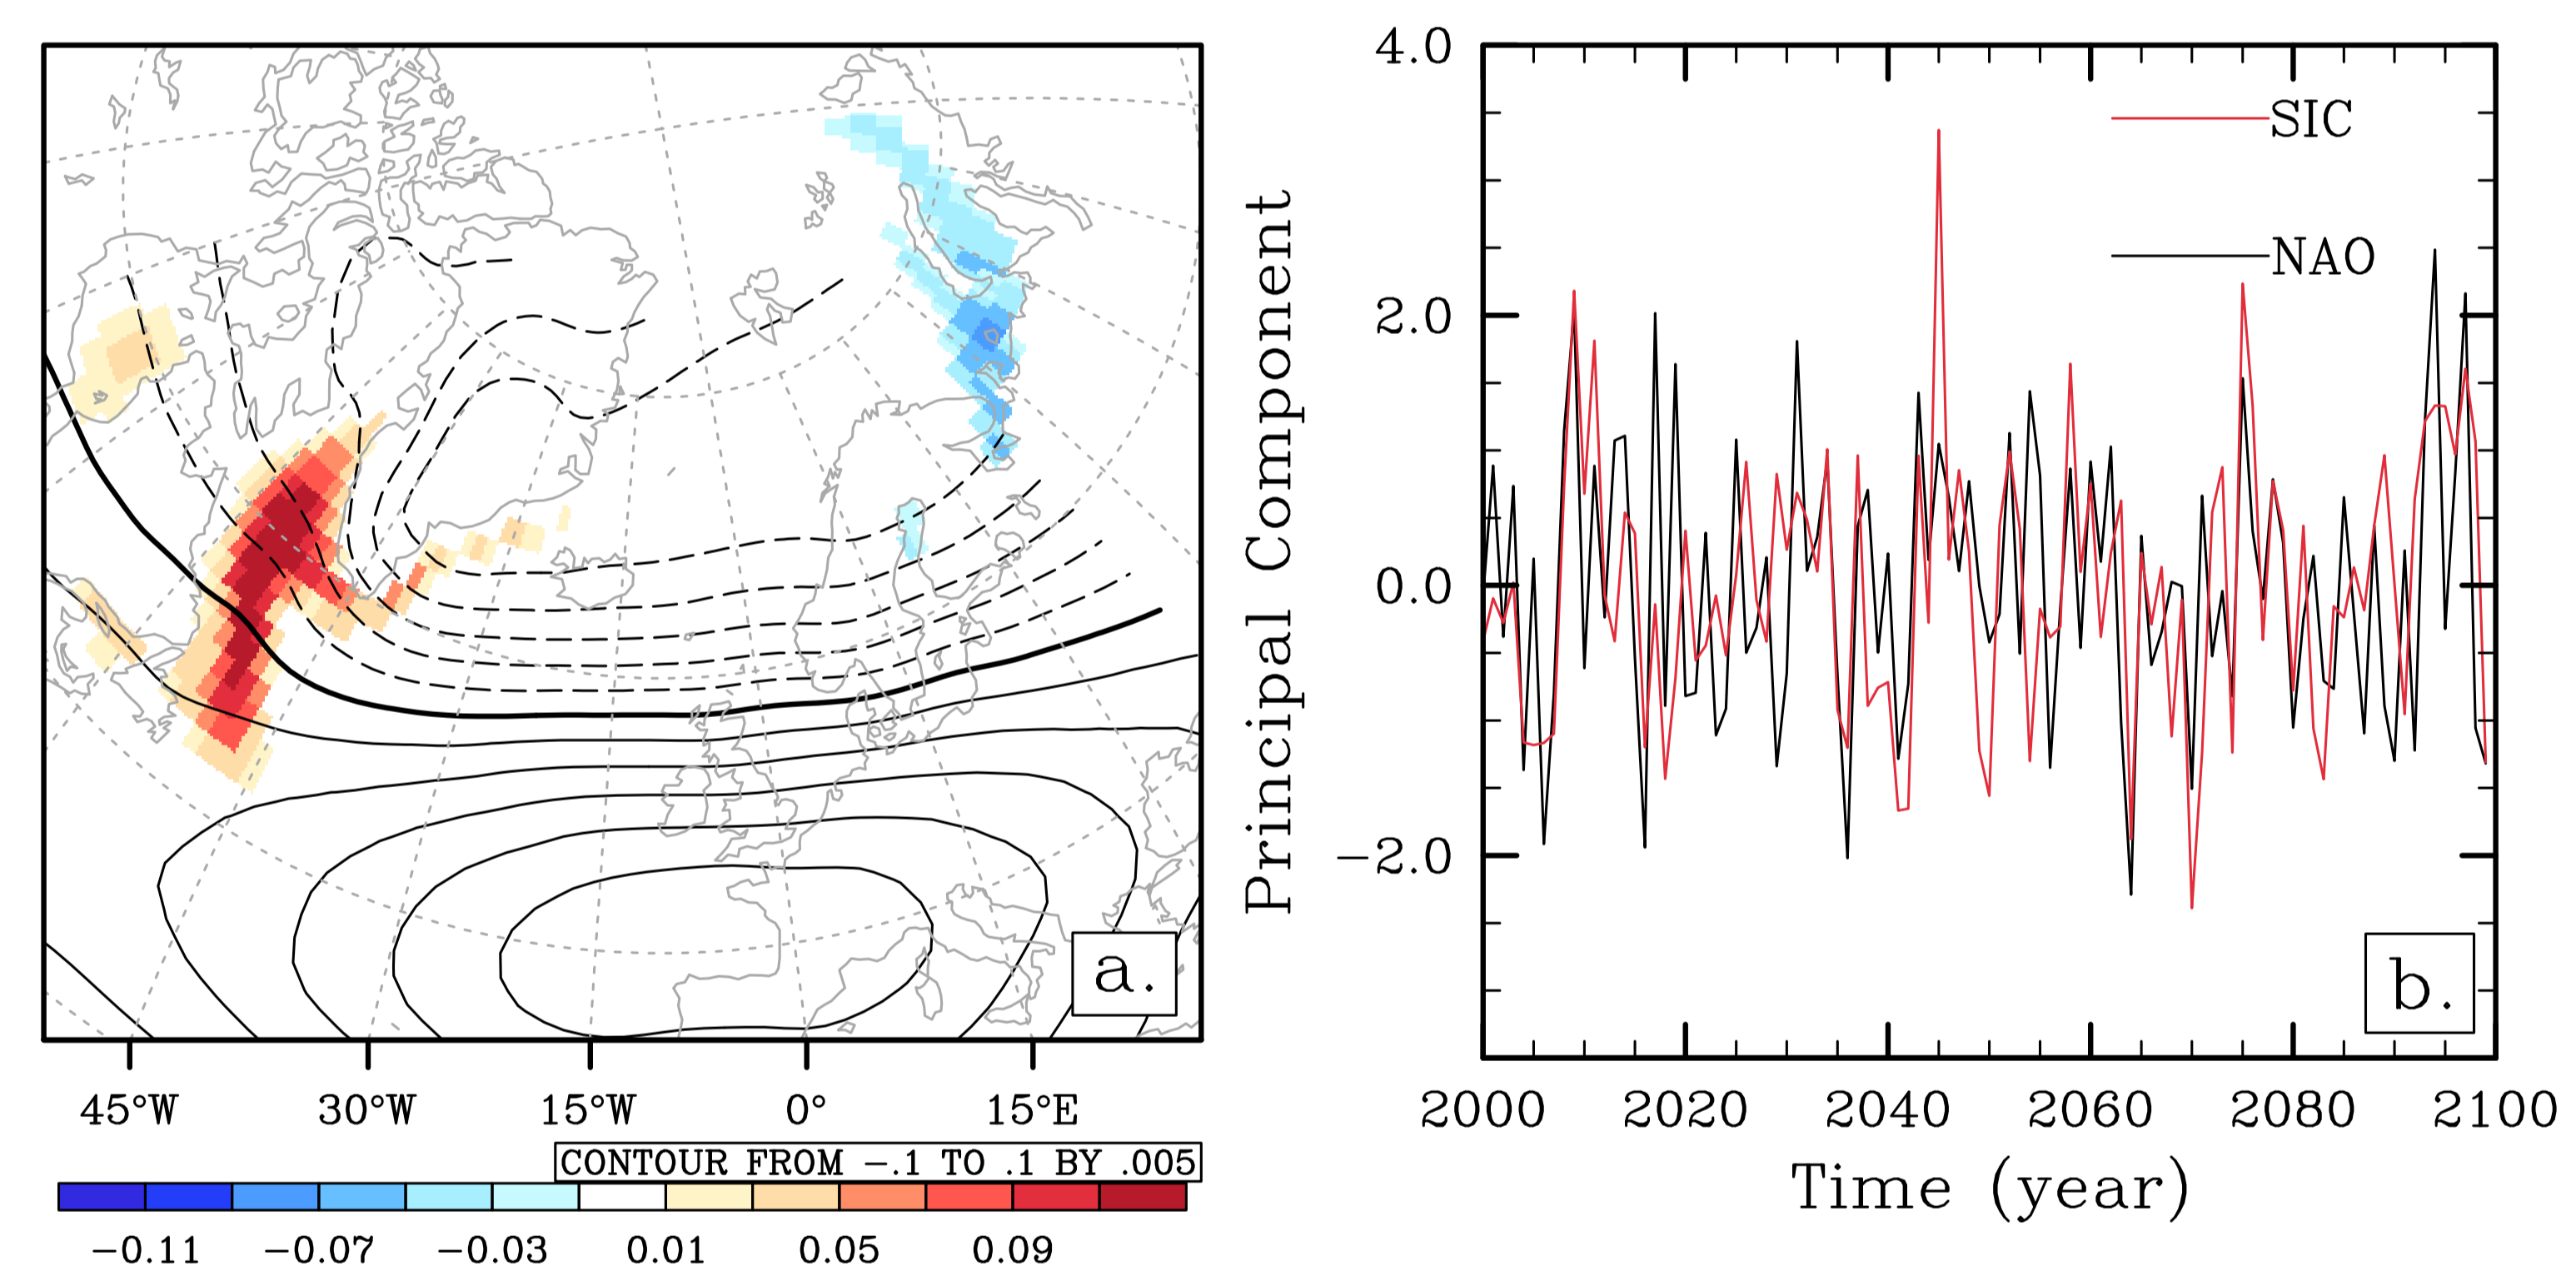 a.
45°W 30°W 15°W 0° 15°E
CONTOUR FROM −.1 TO .1 BY .005
−0.11 −0.07 −0.03 0.01 0.05 0.09
Principal Component
4.0
2.0
0.0
−2.0
SIC
NAO
b.
2000 2020 2040 2060 2080 2100
Time (year)